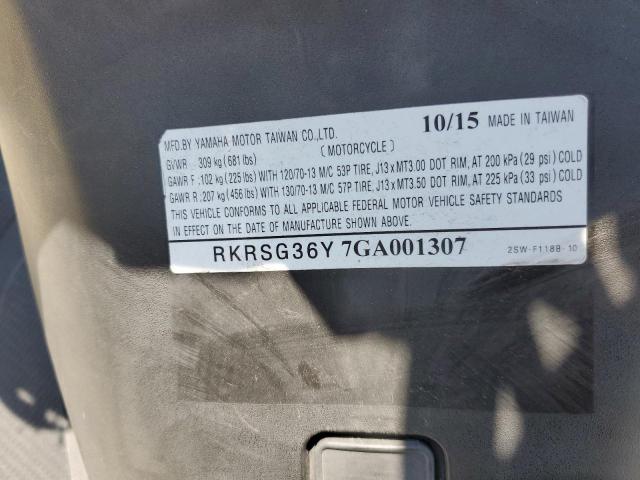 MFD.BY YAMAHA MOTOR TAIWAN CO.,LTD. 10/15 MADE IN TAIWAN
GVWR 309 kg (681 lbs) (MOTORCYCLE)
GAWR F : 102 kg (225 lbs) WITH 120/70-13 M/C 53P TIRE, J13 x MT3.00 DOT RIM, AT 200 kPa (29 psi) COLD
GAWR R : 207 kg (456 lbs) WITH 130/70-13 M/C 57P TIRE, J13 x MT3.50 DOT RIM, AT 225 kPa (33 psi) COLD
THIS VEHICLE CONFORMS TO ALL APPLICABLE FEDERAL MOTOR VEHICLE SAFETY STANDARDS
IN EFFECT ON THE DATE OF MANUFACTURE SHOWN ABOVE.
RKRSG36Y 7GA001307 2SW-F118B-10